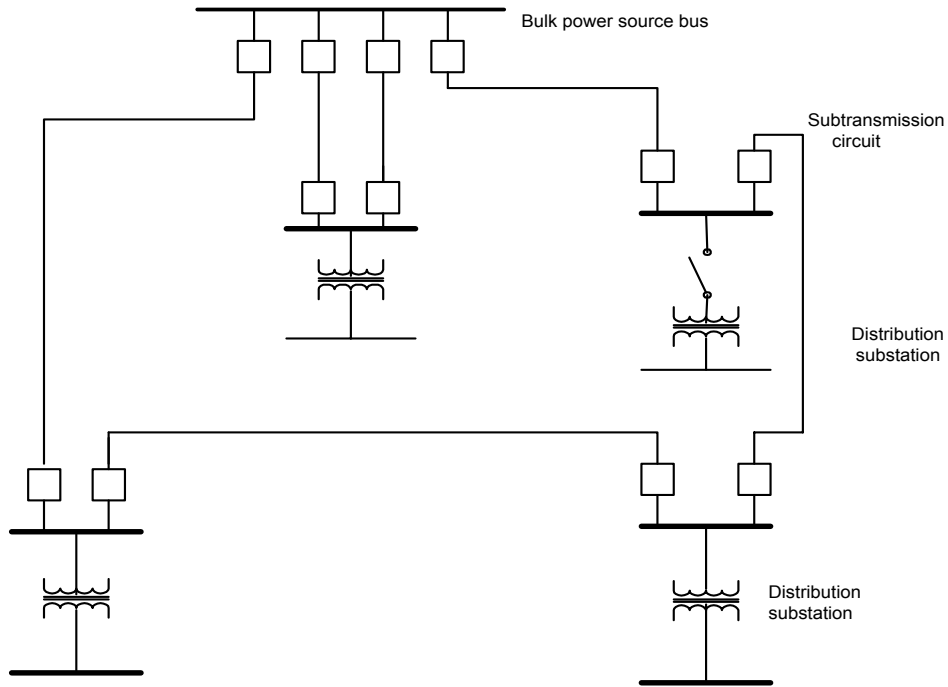 Bulk power source bus
Subtransmission
circuit
Distribution
substation
Distribution
substation